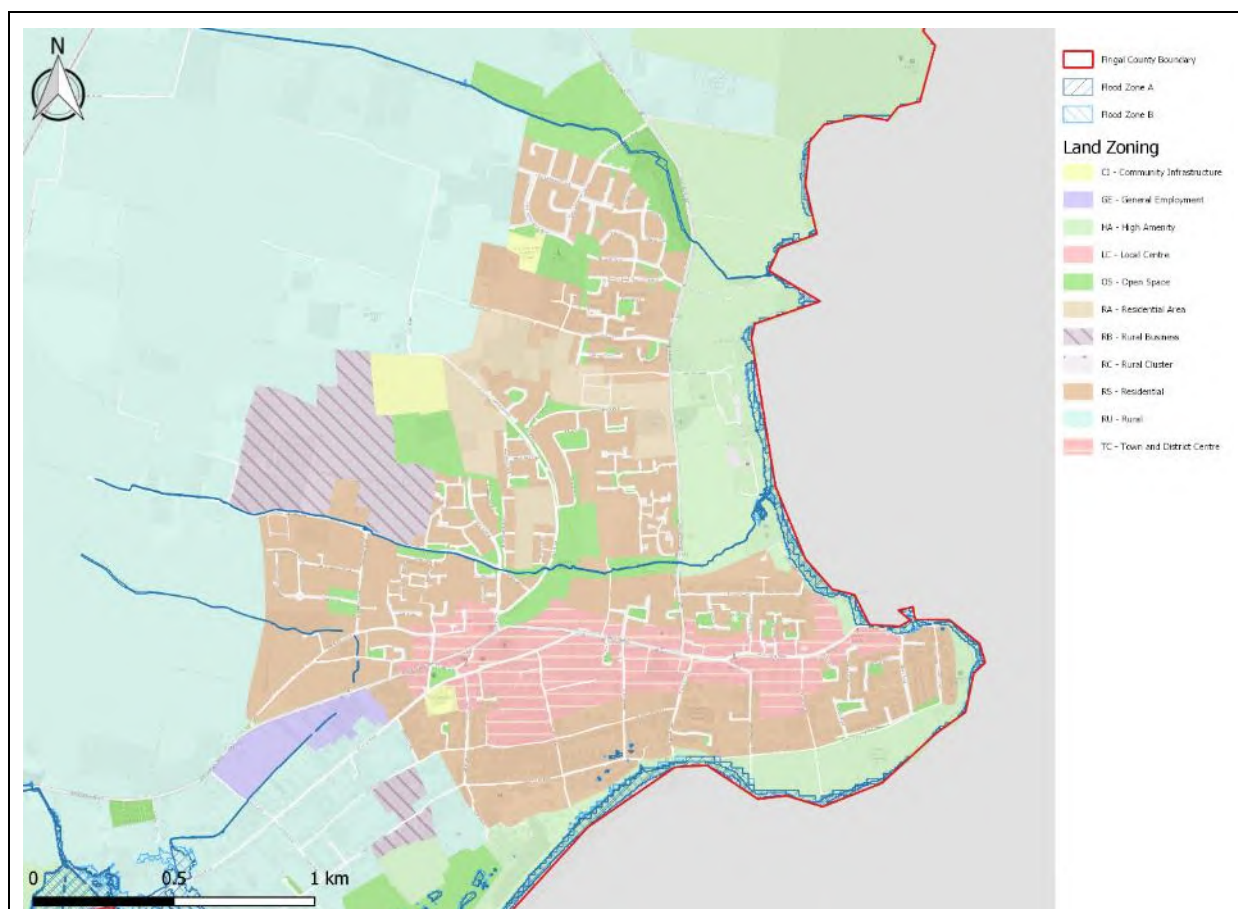 N
Fingal County Boundary
Flood Zone A
Flood Zone B
Land Zoning
CI - Community Infrastructure
GE - General Employment
HA - High Amenity
LC - Local Centre
OS - Open Space
RA - Residential Area
RB - Rural Business
RC - Rural Cluster
RS - Residential
RU - Rural
TC - Town and District Centre
0 0.5 1 km